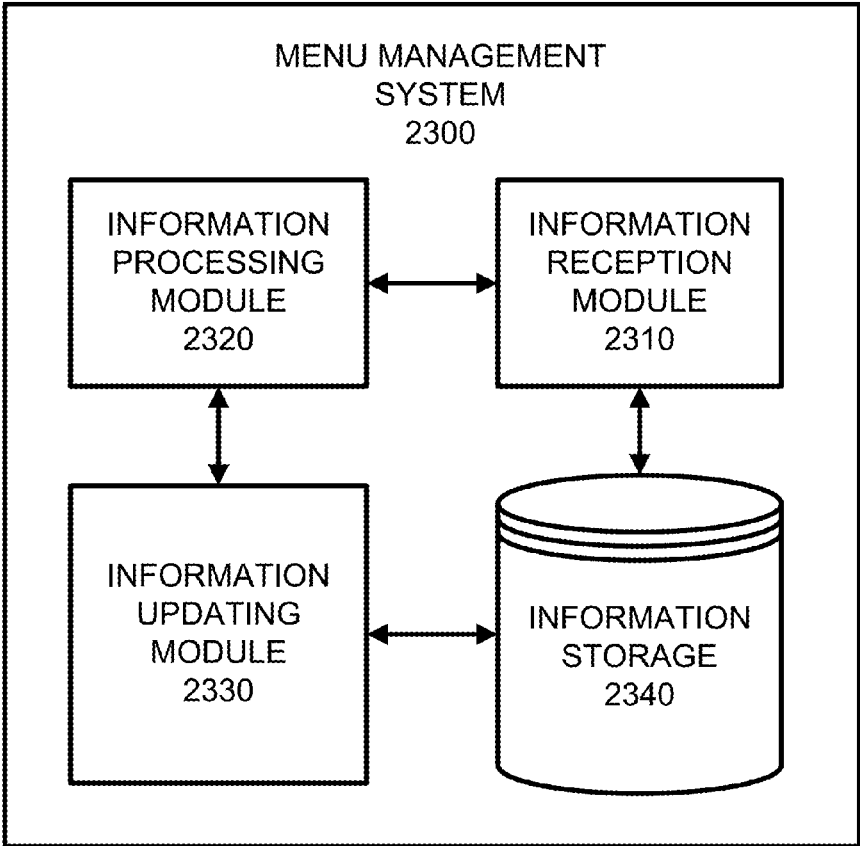 MENU MANAGEMENT
SYSTEM
2300
INFORMATION
PROCESSING
MODULE
2320
INFORMATION
RECEPTION
MODULE
2310
INFORMATION
UPDATING
MODULE
2330
INFORMATION
STORAGE
2340